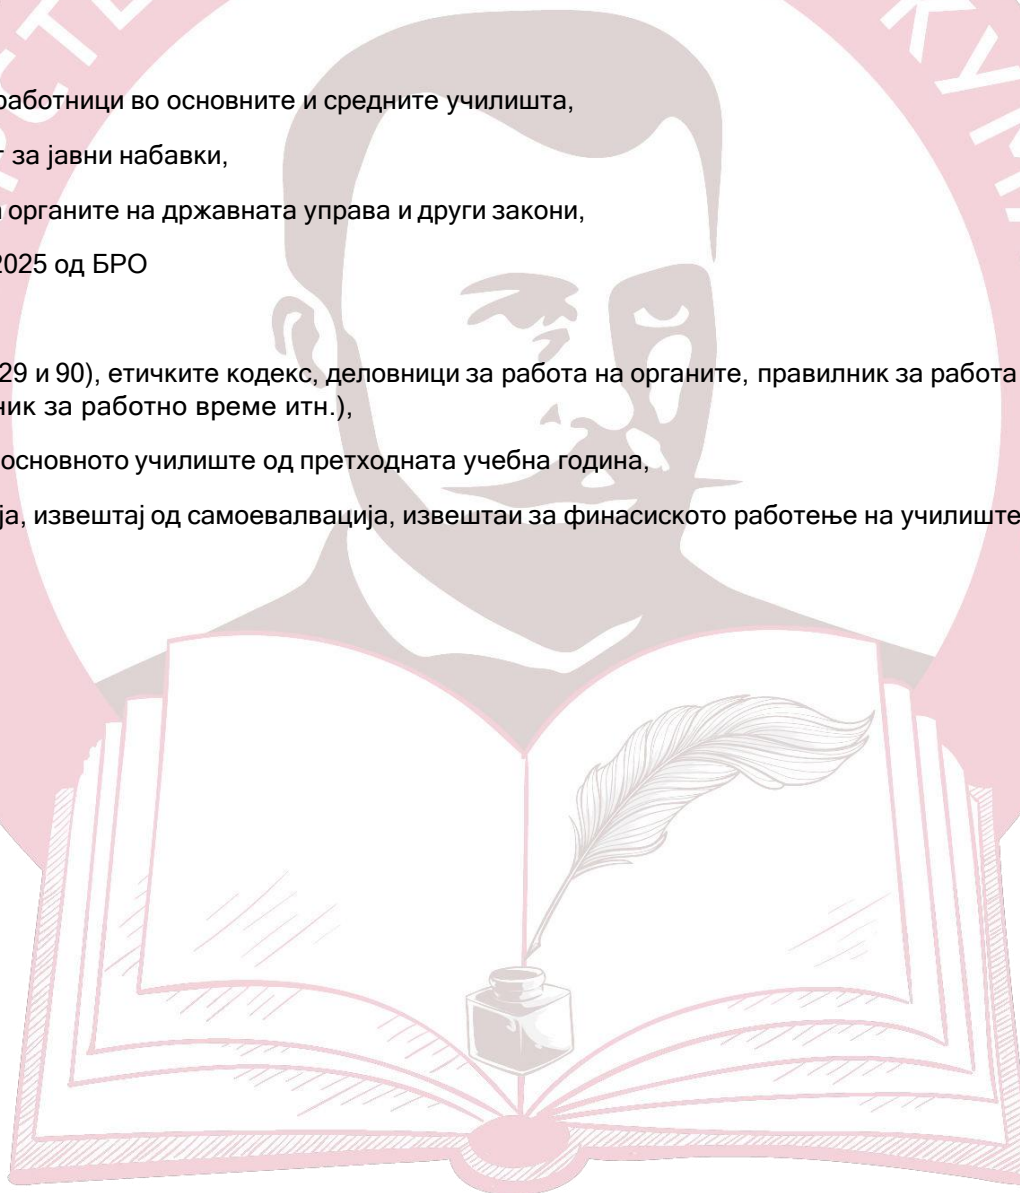 КУМА
работници во основните и средните училишта,
за јавни набавки,
органите на државната управа и други закони,
2025 од БРО
29 и 90), етичките кодекс, деловници за работа на органите, правилник за работа
ник за работно време итн.),
основното училиште од претходната учебна година,
ја, извештај од самоевалвација, извештаи за финасиското работење на училиште